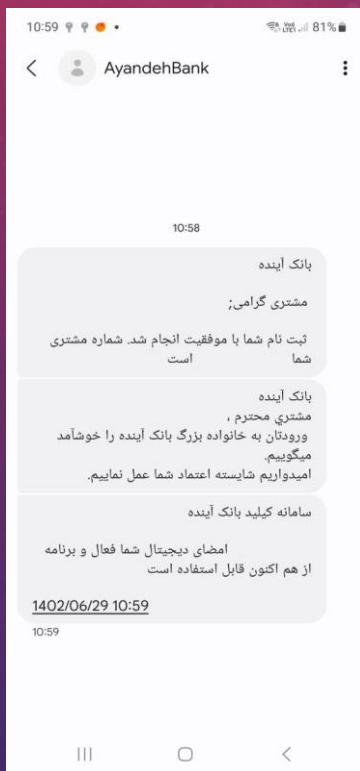 10:59
81%
AyandehBank
10:58
بانک آینده
مشتری گرامی;
ثبت نام شما با موفقیت انجام شد. شماره مشتری
شما است
بانک آینده
مشتري محترم ،
ورودتان به خانواده بزرگ بانک آینده را خوشآمد
میگوییم.
امیدواریم شایسته اعتماد شما عمل نماییم.
سامانه کیلید بانک آینده
امضای دیجیتال شما فعال و برنامه
از هم اکنون قابل استفاده است
1402/06/29 10:59
10:59